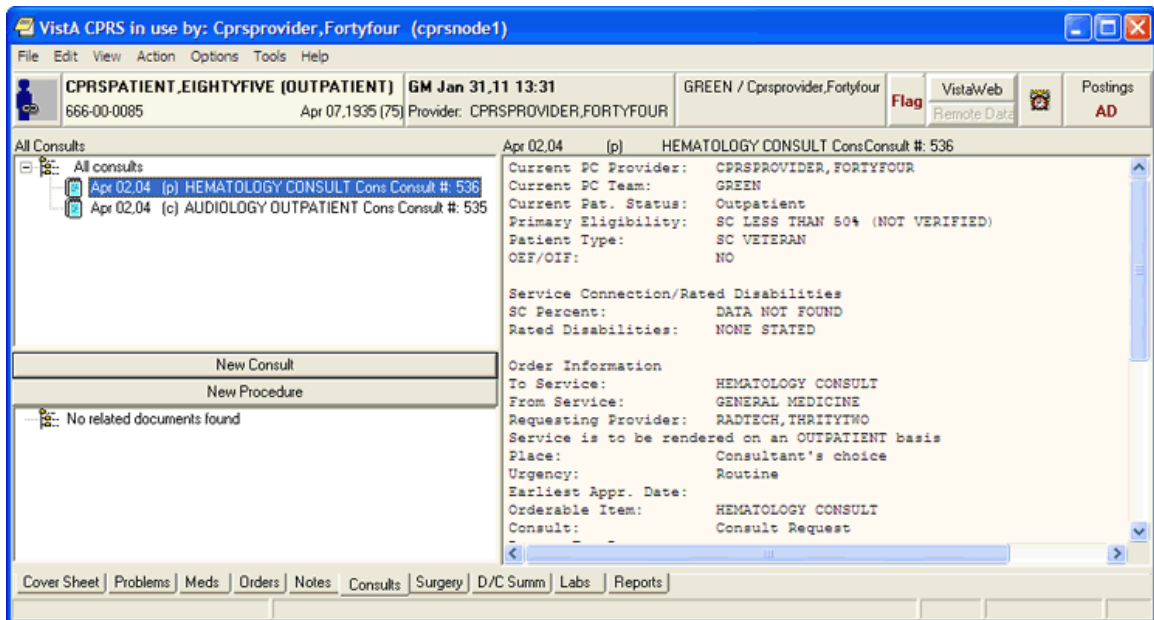 VistA CPRS in use by: Cprsprovider,Fortyfour (cprsnode1)
File Edit View Action Options Tools Help
CPRSPATIENT,EIGHTYFIVE (OUTPATIENT)
666-00-0085 Apr 07,1935 (75)
GM Jan 31,11 13:31
Provider: CPRSPROVIDER,FORTYFOUR
GREEN / Cprsprovider,Fortyfour
Flag
VistaWeb
Remote Data
Postings
AD
All Consults
All consults
Apr 02,04 (p) HEMATOLOGY CONSULT Cons Consult #: 536
Apr 02,04 (c) AUDIOLOGY OUTPATIENT Cons Consult #: 535
New Consult
New Procedure
No related documents found
Apr 02,04 (p) HEMATOLOGY CONSULT ConsConsult #: 536
Current PC Provider: CPRSPROVIDER,FORTYFOUR
Current PC Team: GREEN
Current Pat. Status: Outpatient
Primary Eligibility: SC LESS THAN 50% (NOT VERIFIED)
Patient Type: SC VETERAN
OEF/OIF: NO
Service Connection/Rated Disabilities
SC Percent: DATA NOT FOUND
Rated Disabilities: NONE STATED
Order Information
To Service: HEMATOLOGY CONSULT
From Service: GENERAL MEDICINE
Requesting Provider: RADTECH,THRITYTWO
Service is to be rendered on an OUTPATIENT basis
Place: Consultant's choice
Urgency: Routine
Earliest Appr. Date:
Orderable Item: HEMATOLOGY CONSULT
Consult: Consult Request
Cover Sheet Problems Meds Orders Notes Consults Surgery D/C Summ Labs Reports